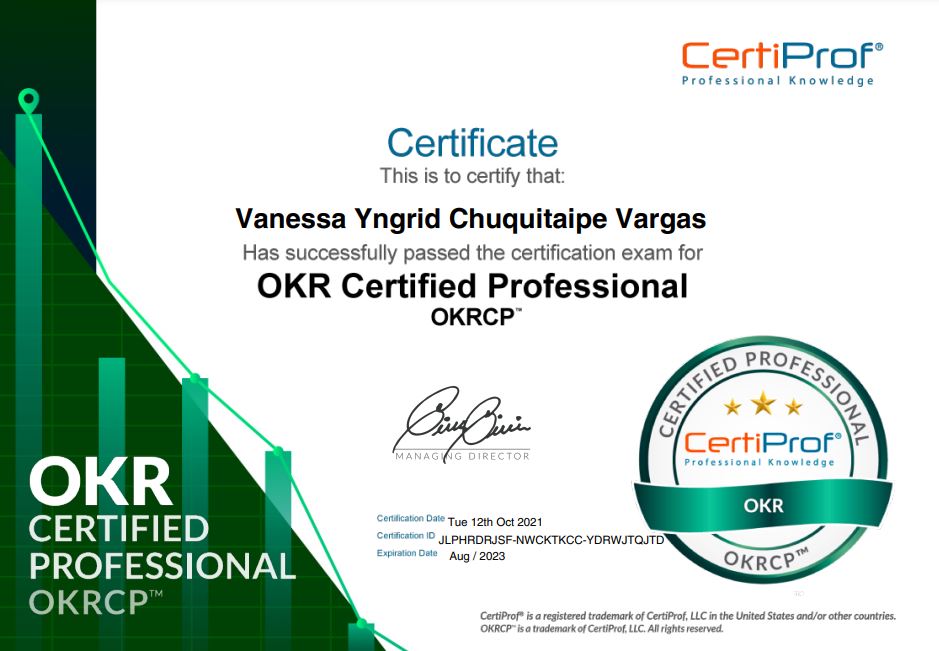 CertiProf®
Professional Knowledge
Certificate
This is to certify that:
Vanessa Yngrid Chuquitaipe Vargas
Has successfully passed the certification exam for
OKR Certified Professional
OKRCP™
MANAGING DIRECTOR
CERTIFIED PROFESSIONAL
CertiProf®
Professional Knowledge
OKR
OKRCP™
OKR
CERTIFIED
PROFESSIONAL
OKRCP™
Certification Date Tue 12th Oct 2021
Certification ID JLPHRDRJSF-NWCKTKCC-YDRWJTQJTD
Expiration Date Aug / 2023
CertiProf® is a registered trademark of CertiProf, LLC in the United States and/or other countries.
OKRCP™ is a trademark of CertiProf, LLC. All rights reserved.